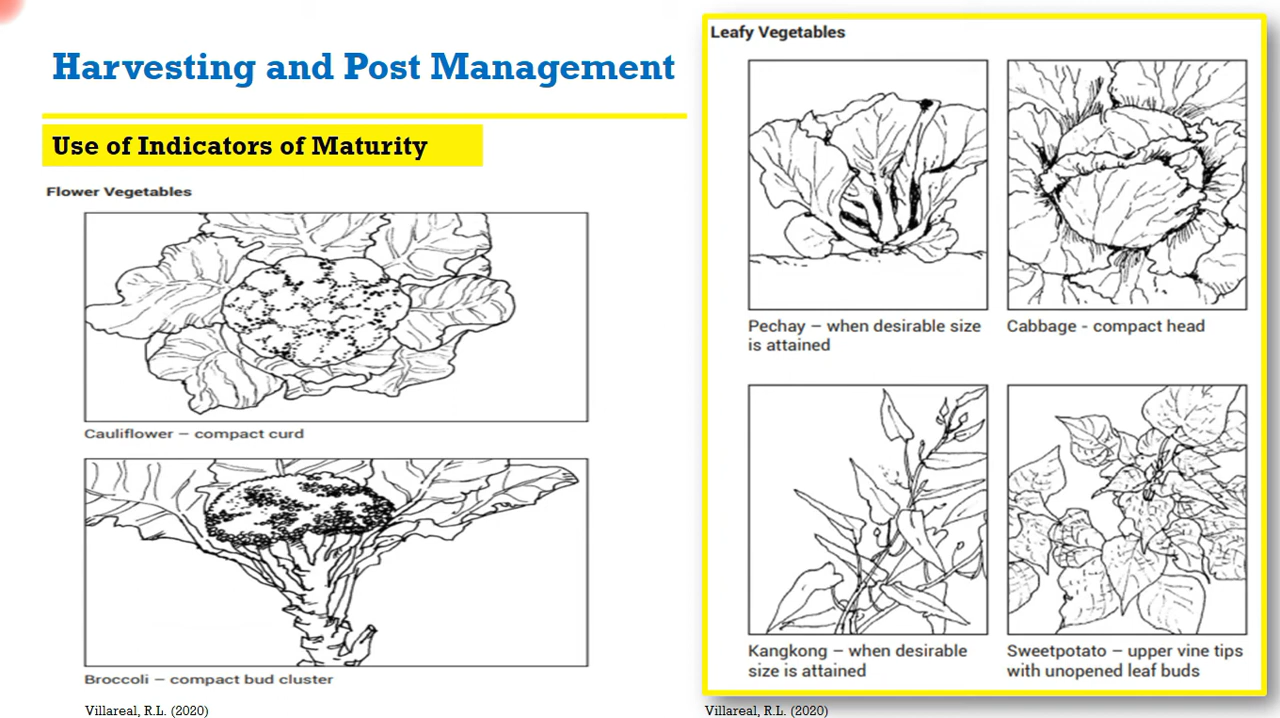 Harvesting and Post Management
Use of Indicators of Maturity
Flower Vegetables
Cauliflower – compact curd
Broccoli – compact bud cluster
Villareal, R.L. (2020)
Leafy Vegetables
Pechay – when desirable size
is attained
Cabbage - compact head
Kangkong – when desirable
size is attained
Sweetpotato – upper vine tips
with unopened leaf buds
Villareal, R.L. (2020)